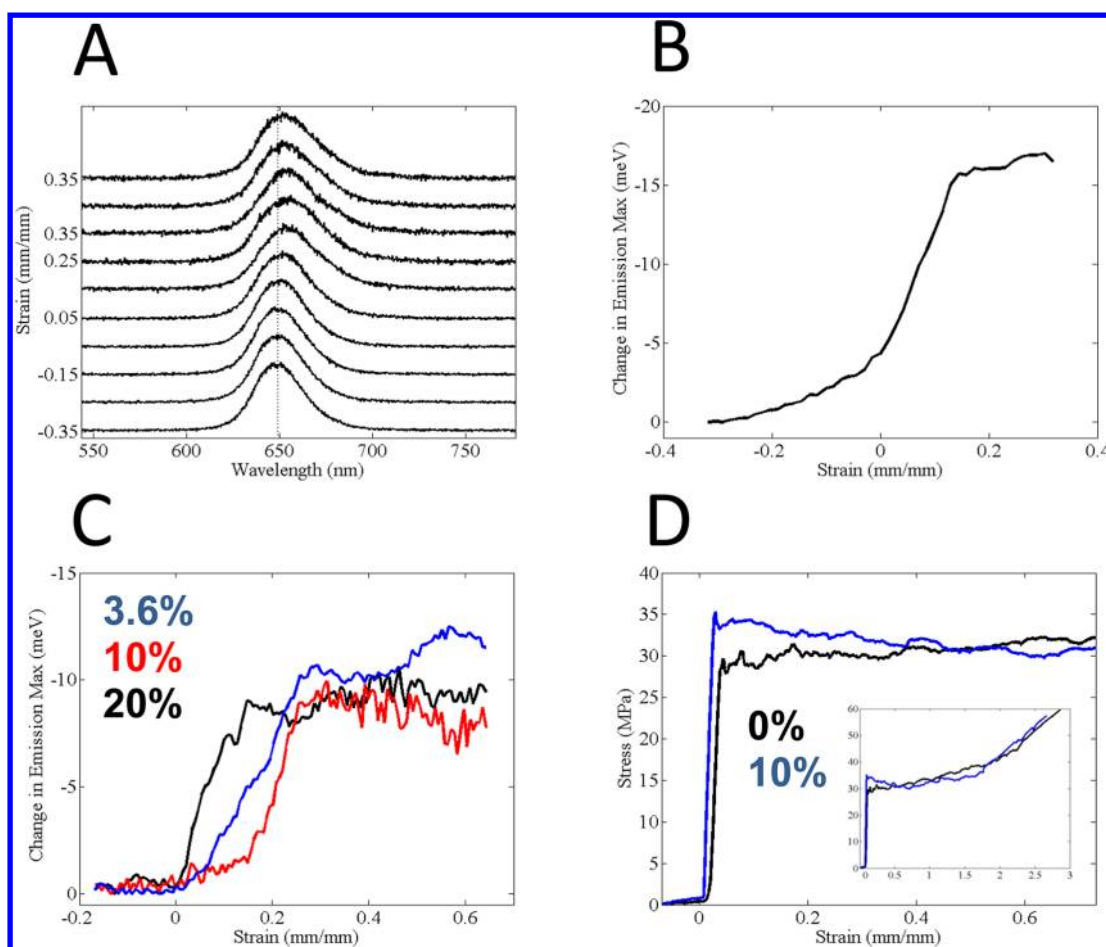 A
0.35
0.35
0.25
0.05
-0.15
-0.35
Strain (mm/mm)
550 600 650 700 750
Wavelength (nm)
B
-20
-15
-10
-5
0
Change in Emission Max (meV)
-0.4 -0.2 0 0.2 0.4
Strain (mm/mm)
C
-15
-10
-5
0
Change in Emission Max (meV)
3.6%
10%
20%
-0.2 0 0.2 0.4 0.6
Strain (mm/mm)
D
40
35
30
25
20
15
10
5
0
Stress (MPa)
0%
10%
60
50
40
30
20
10
0
0 0.5 1 1.5 2 2.5 3
0 0.2 0.4 0.6
Strain (mm/mm)